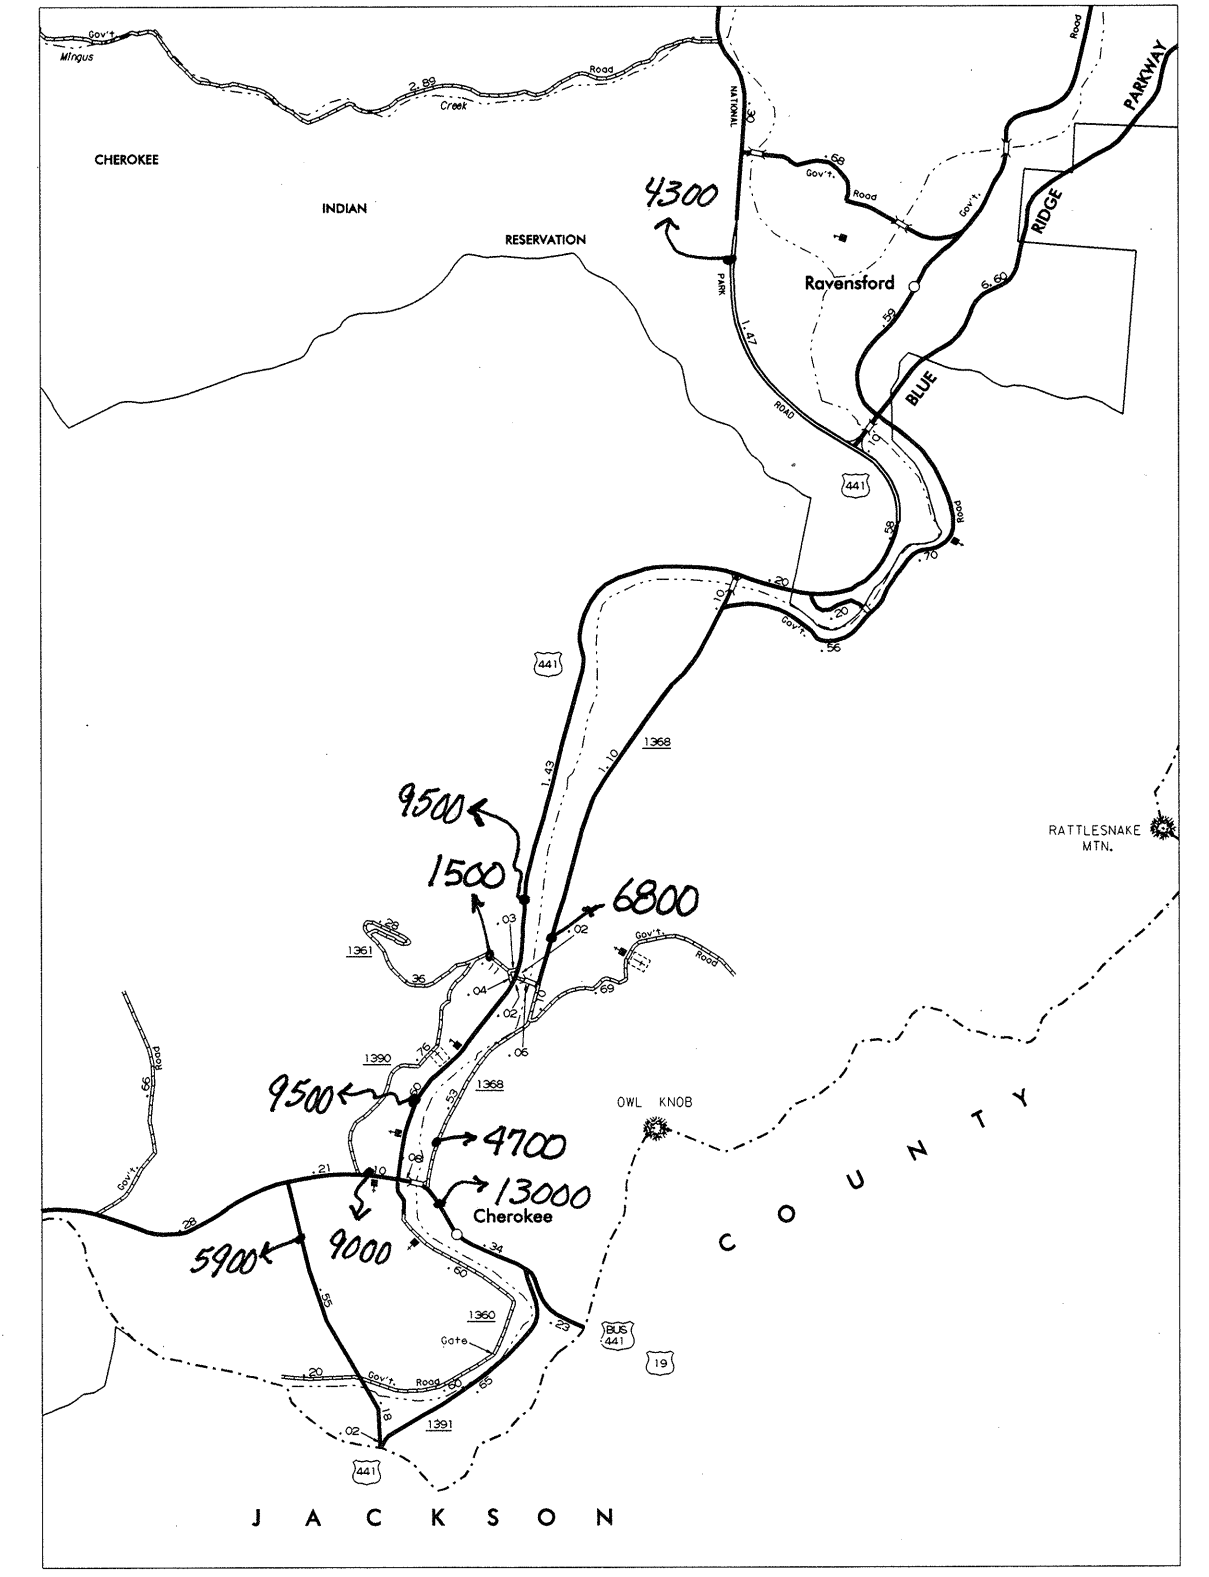 Gov't.
Mingus
2.89
Road
Creek
NATIONAL
.30
Road
PARKWAY
CHEROKEE
INDIAN
RESERVATION
.68
Gov't.
Road
Gov't.
4300
RIDGE
PARK
Ravensford
6.60
.59
1.47
BLUE
ROAD
.10
441
Road
.58
.70
.20
.10
.20
Gov't.
.56
441
1368
1.43
1.10
RATTLESNAKE
MTN.
9500
1500
6800
.03
.02
.28
1361
Gov't.
Road
.36
.04
.69
.02
.10
.06
1390
.76
Road
.66
1368
9500
.20
.53
OWL KNOB
4700
.08
Gov't.
.21
.10
13000
Cherokee
.28
5900
9000
.34
.60
.55
1360
Gate
.23
BUS
441
19
.20
Gov't.
Road
.60
.65
.18
1391
.02
441
COUNTY
JACKSON